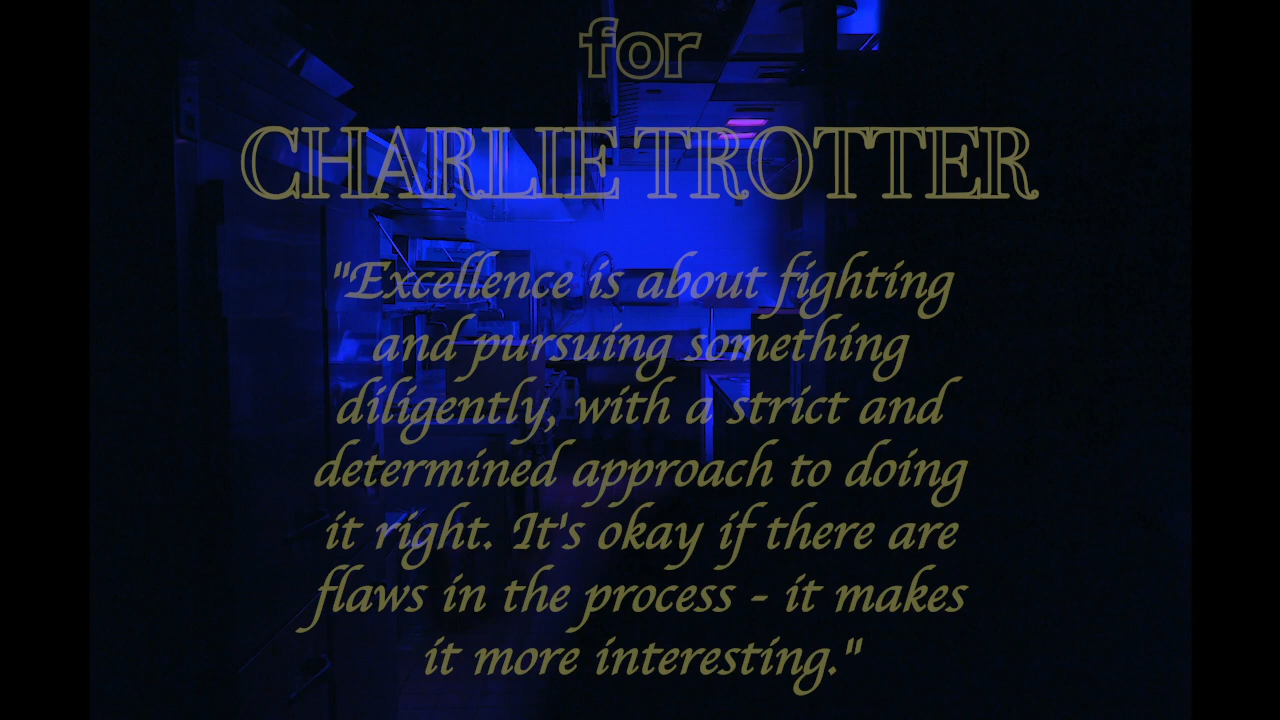 for
CHARLIE TROTTER
"Excellence is about fighting
and pursuing something
diligently, with a strict and
determined approach to doing
it right. It's okay if there are
flaws in the process - it makes
it more interesting."